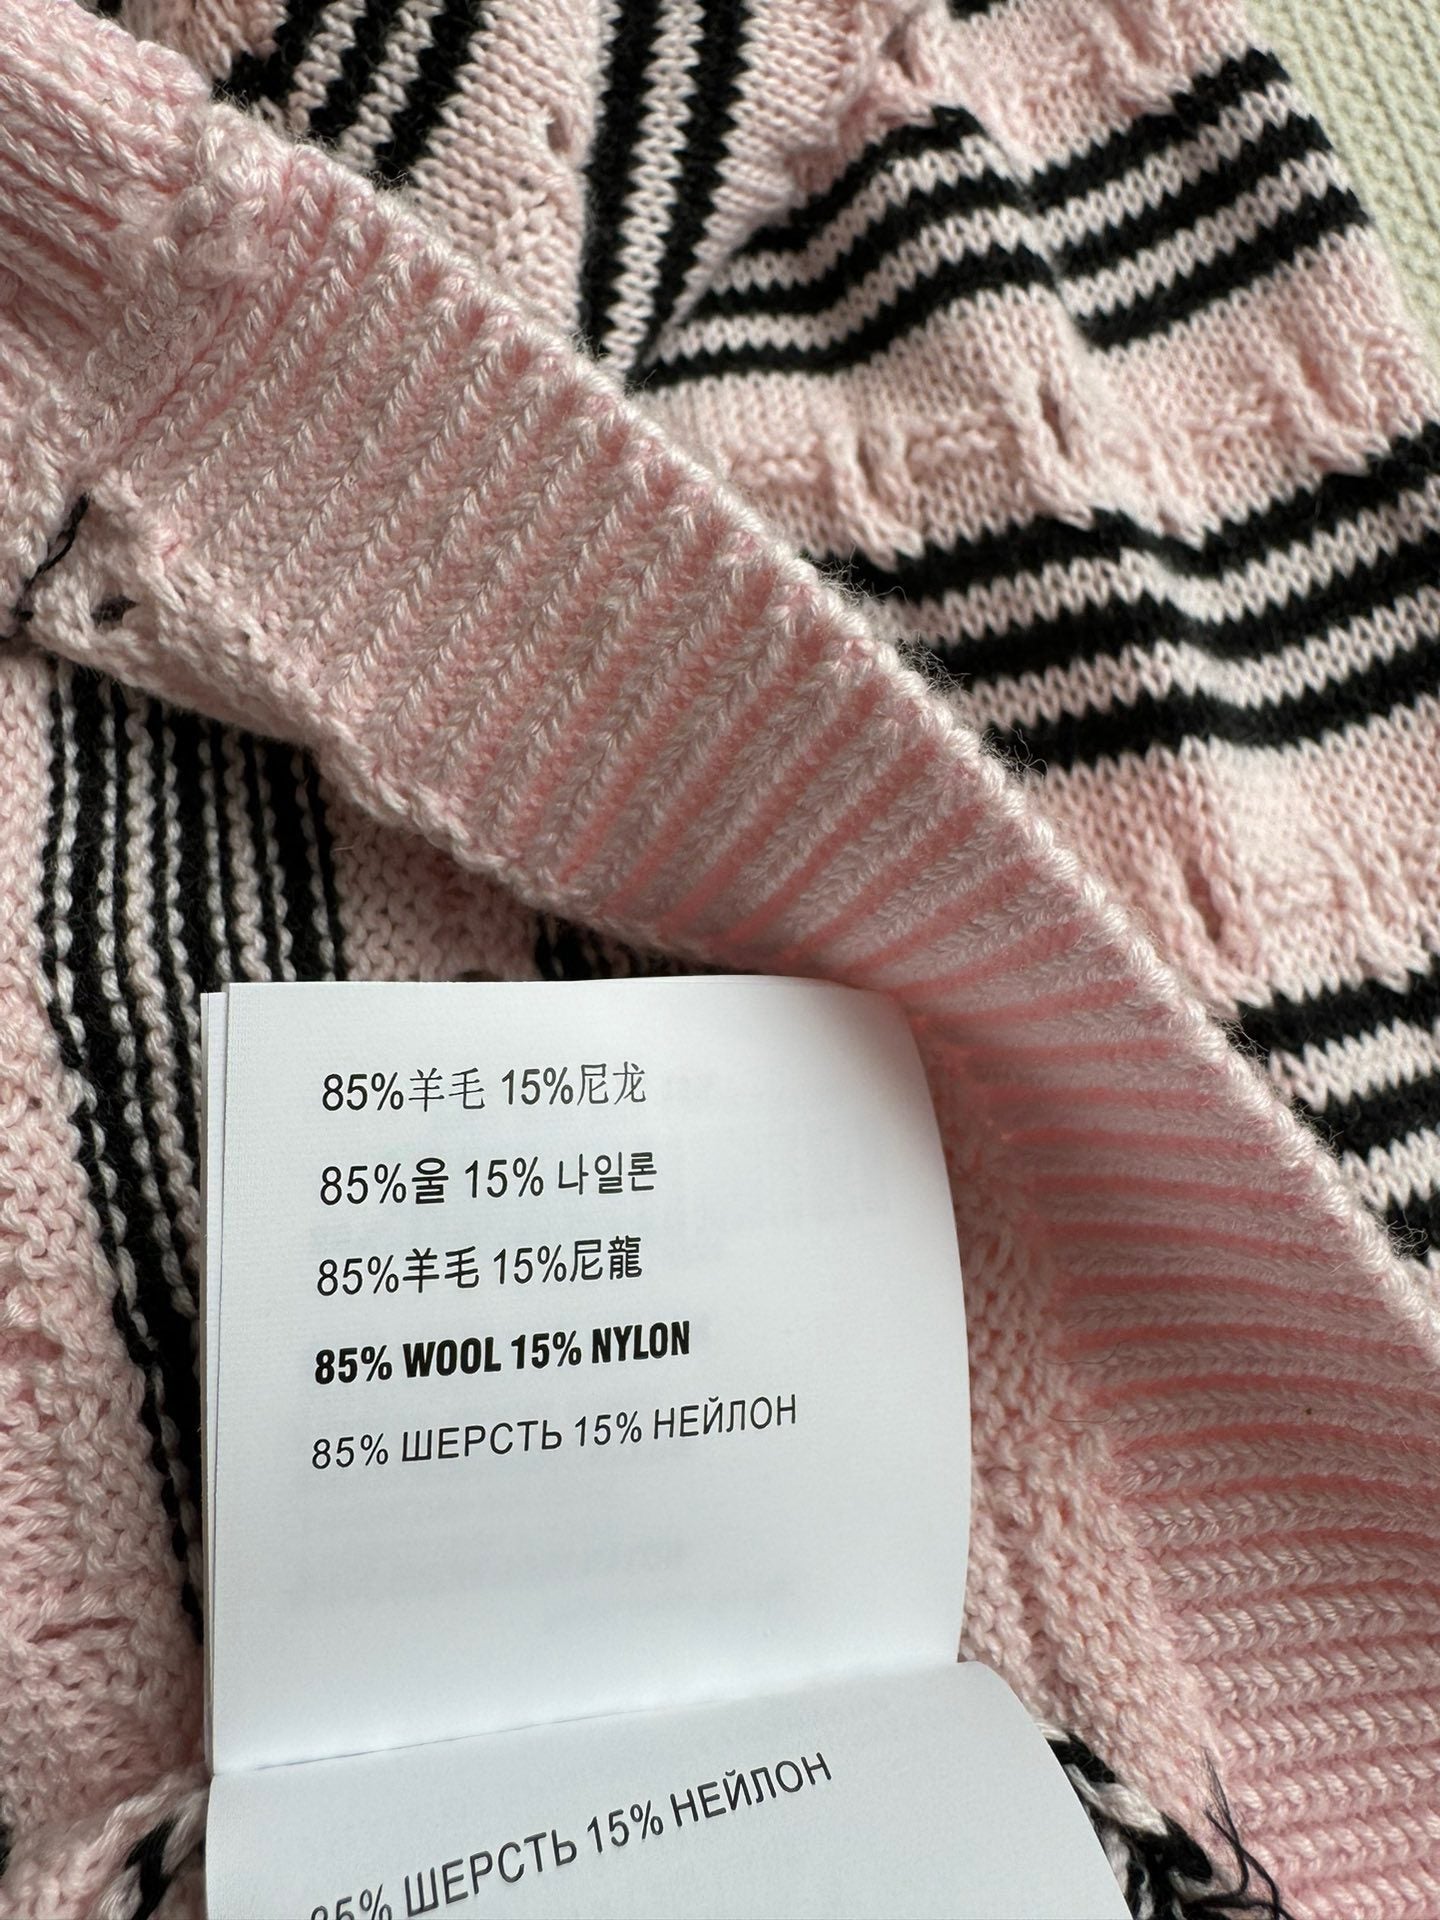 85%羊毛 15%尼龙
85%울 15% 나일론
85%羊毛 15%尼龍
85% WOOL 15% NYLON
85% ШЕРСТЬ 15% НЕЙЛОН
85% ШЕРСТЬ 15% НЕЙЛОН